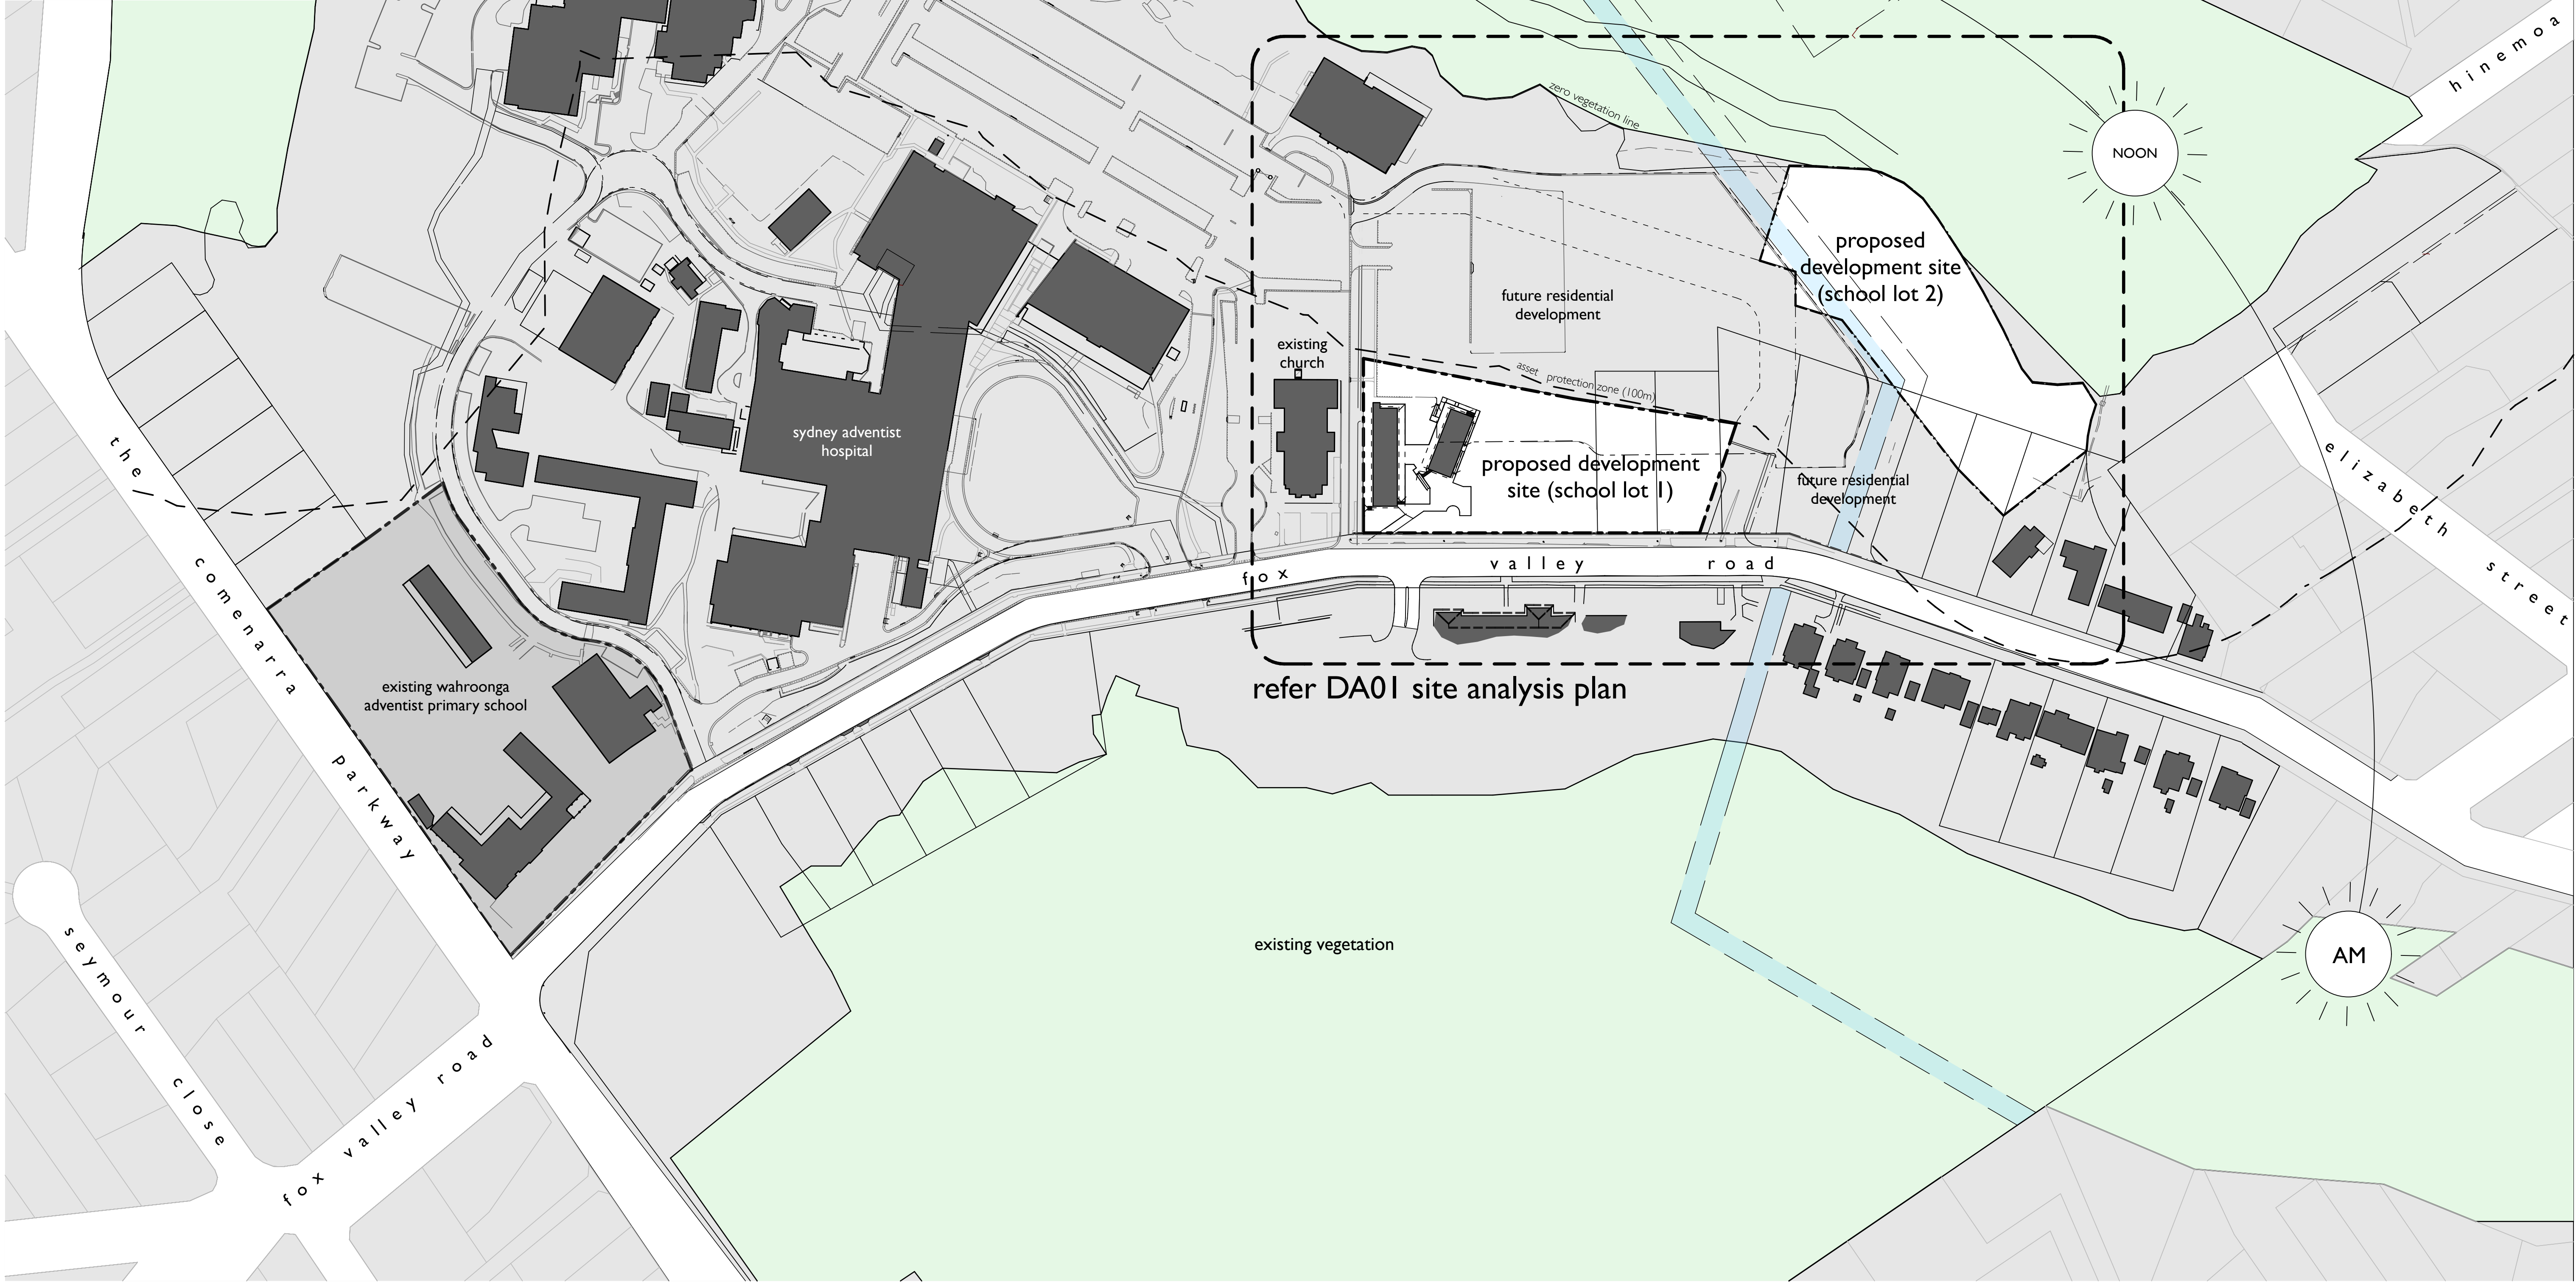 hinemoa
zero vegetation line
NOON
proposed
development site
(school lot 2)
future residential
development
existing
church
asset protection zone (100m)
sydney adventist
hospital
proposed development
site (school lot 1)
future residential
development
elizabeth street
the comenarra parkway
fox valley road
existing wahroonga
adventist primary school
refer DA01 site analysis plan
existing vegetation
AM
seymour close
fox valley road